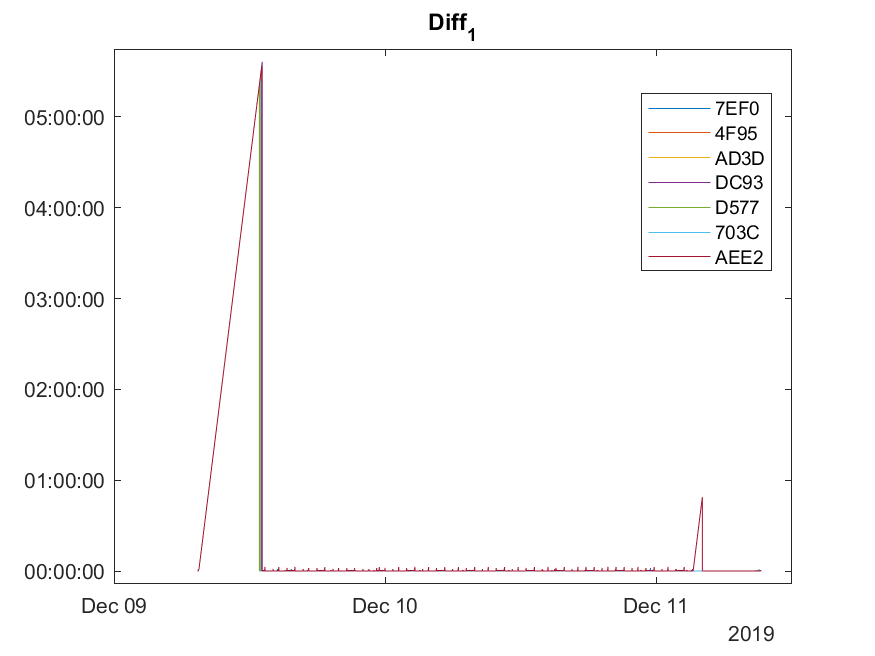 Diff1
05:00:00
04:00:00
03:00:00
02:00:00
01:00:00
00:00:00
7EF0
4F95
AD3D
DC93
D577
703C
AEE2
Dec 09
Dec 10
Dec 11
2019